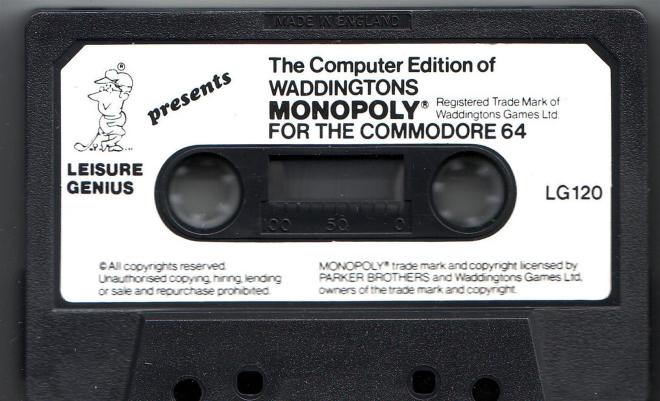 MADE IN ENGLAND
®
presents
LEISURE
GENIUS
The Computer Edition of
WADDINGTONS
MONOPOLY® Registered Trade Mark of
Waddingtons Games Ltd.
FOR THE COMMODORE 64
LG120
100 50 0
© All copyrights reserved.
Unauthorised copying, hiring, lending
or sale and repurchase prohibited.
MONOPOLY® trade mark and copyright licensed by
PARKER BROTHERS and Waddingtons Games Ltd,
owners of the trade mark and copyright.